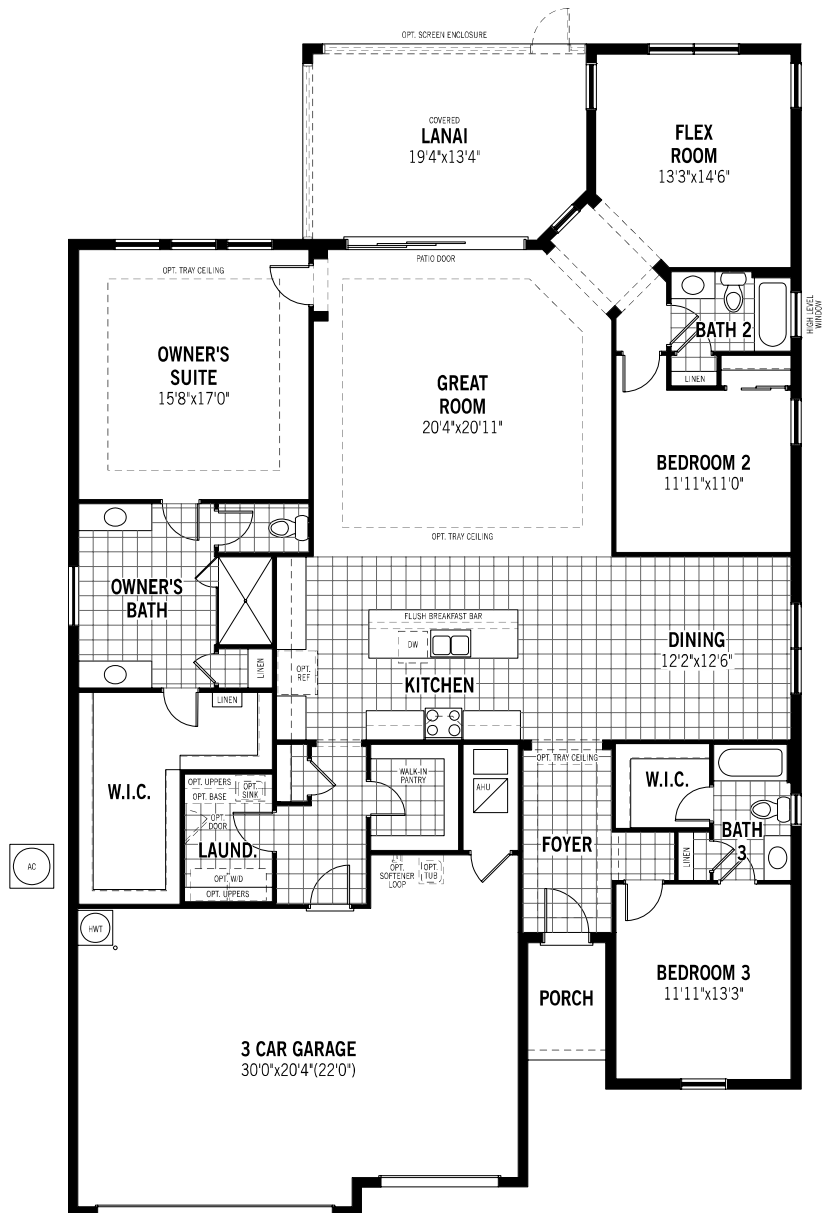 OPT. SCREEN ENCLOSURE
COVERED
LANAI
19'4"x13'4"
FLEX
ROOM
13'3"x14'6"
PATIO DOOR
OPT. TRAY CEILING
OWNER'S
SUITE
15'8"x17'0"
GREAT
ROOM
20'4"x20'11"
OPT. TRAY CEILING
BATH 2
HIGH LEVEL
WINDOW
LINEN
BEDROOM 2
11'11"x11'0"
OWNER'S
BATH
LINEN
FLUSH BREAKFAST BAR
DW
OPT.
REF
KITCHEN
DINING
12'2"x12'6"
LINEN
W.I.C.
OPT. UPPERS
OPT. BASE
OPT.
SINK
OPT.
DOOR
LAUND.
OPT. W/D
OPT. UPPERS
WALK-IN
PANTRY
AHU
OPT. TRAY CEILING
FOYER
W.I.C.
BATH
3
LINEN
OPT.
SOFTENER
LOOP
OPT.
TUB
AC
HWT
PORCH
BEDROOM 3
11'11"x13'3"
3 CAR GARAGE
30'0"x20'4"(22'0")